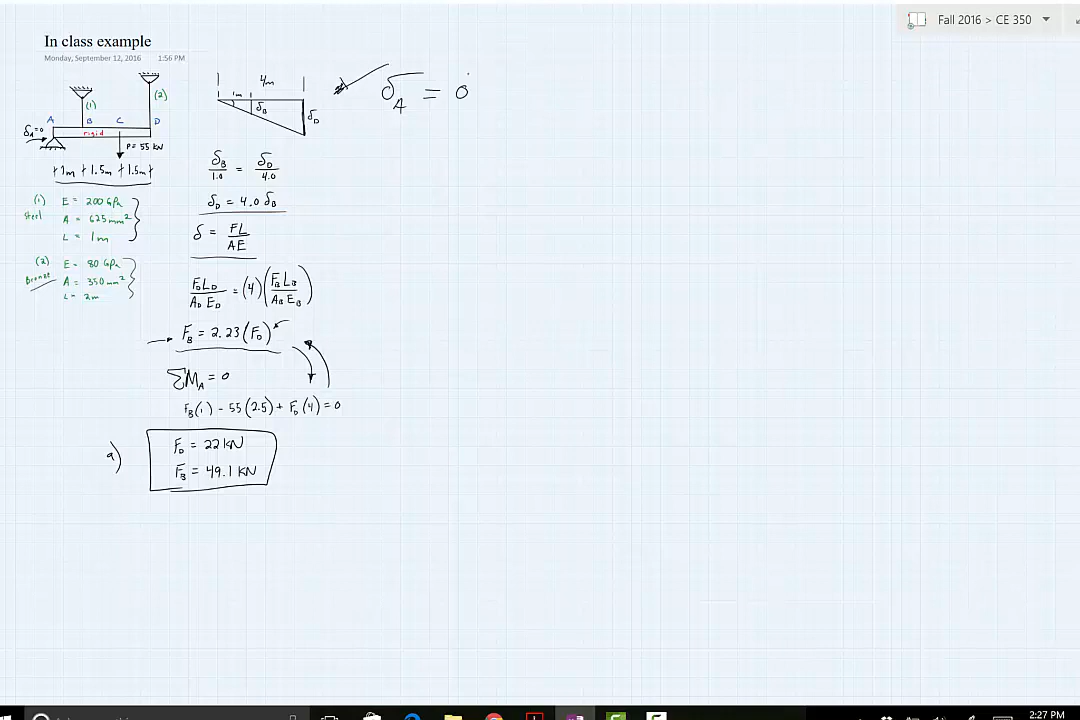 Fall 2016 > CE 350
In class example
Monday, September 12, 2016 1:56 PM
(1)
(2)
A B C D
δA=0
rigid
P = 55 kN
1m + 1.5m + 1.5m
(1) E = 200 GPa
Steel A = 625 mm²
L = 1m
(2) E = 80 GPa
Bronze A = 350 mm²
L = 2m
4m
1m
δB
δD
δA = 0
δB/1.0 = δD/4.0
δD = 4.0 δB
δ = FL/AE
FDLD/ADED = (4)(FBLB/ABEB)
FB = 2.23(FD)
∑MA = 0
FB(1) - 55(2.5) + FD(4) = 0
a)
FD = 22 kN
FB = 49.1 KN
2:27 PM